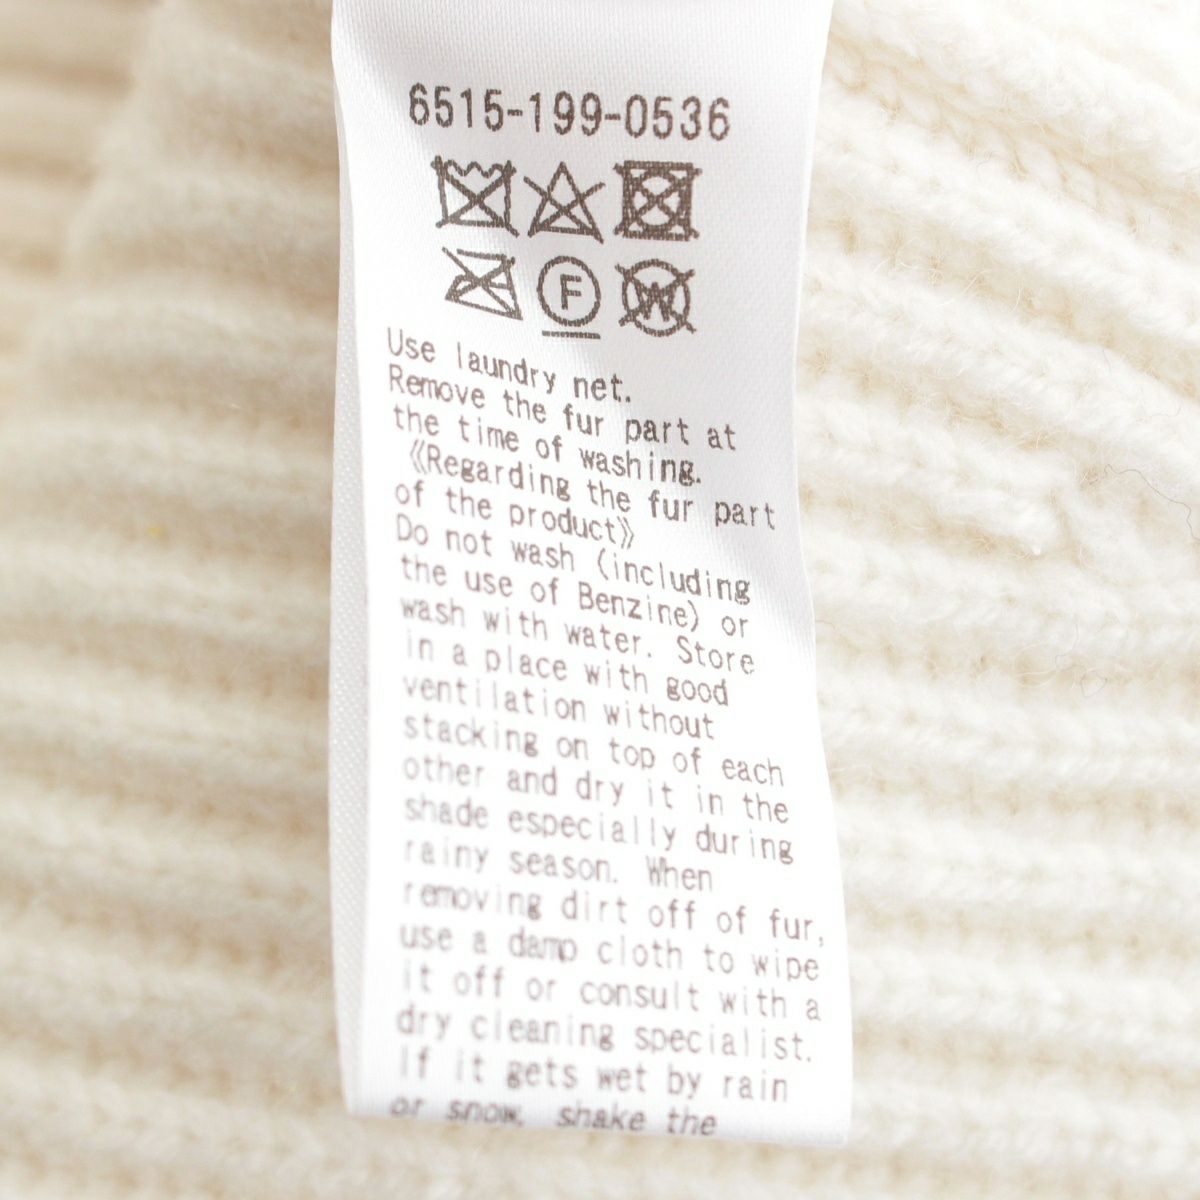 6515-199-0536
F
W
Use laundry net.
Remove the fur part at
the time of washing.
《Regarding the fur part
of the product》
Do not wash (including
the use of Benzine) or
wash with water. Store
in a place with good
ventilation without
stacking on top of each
other and dry it in the
shade especially during
rainy season. When
removing dirt off of fur,
use a damp cloth to wipe
it off or consult with a
dry cleaning specialist.
If it gets wet by rain
or snow, shake the